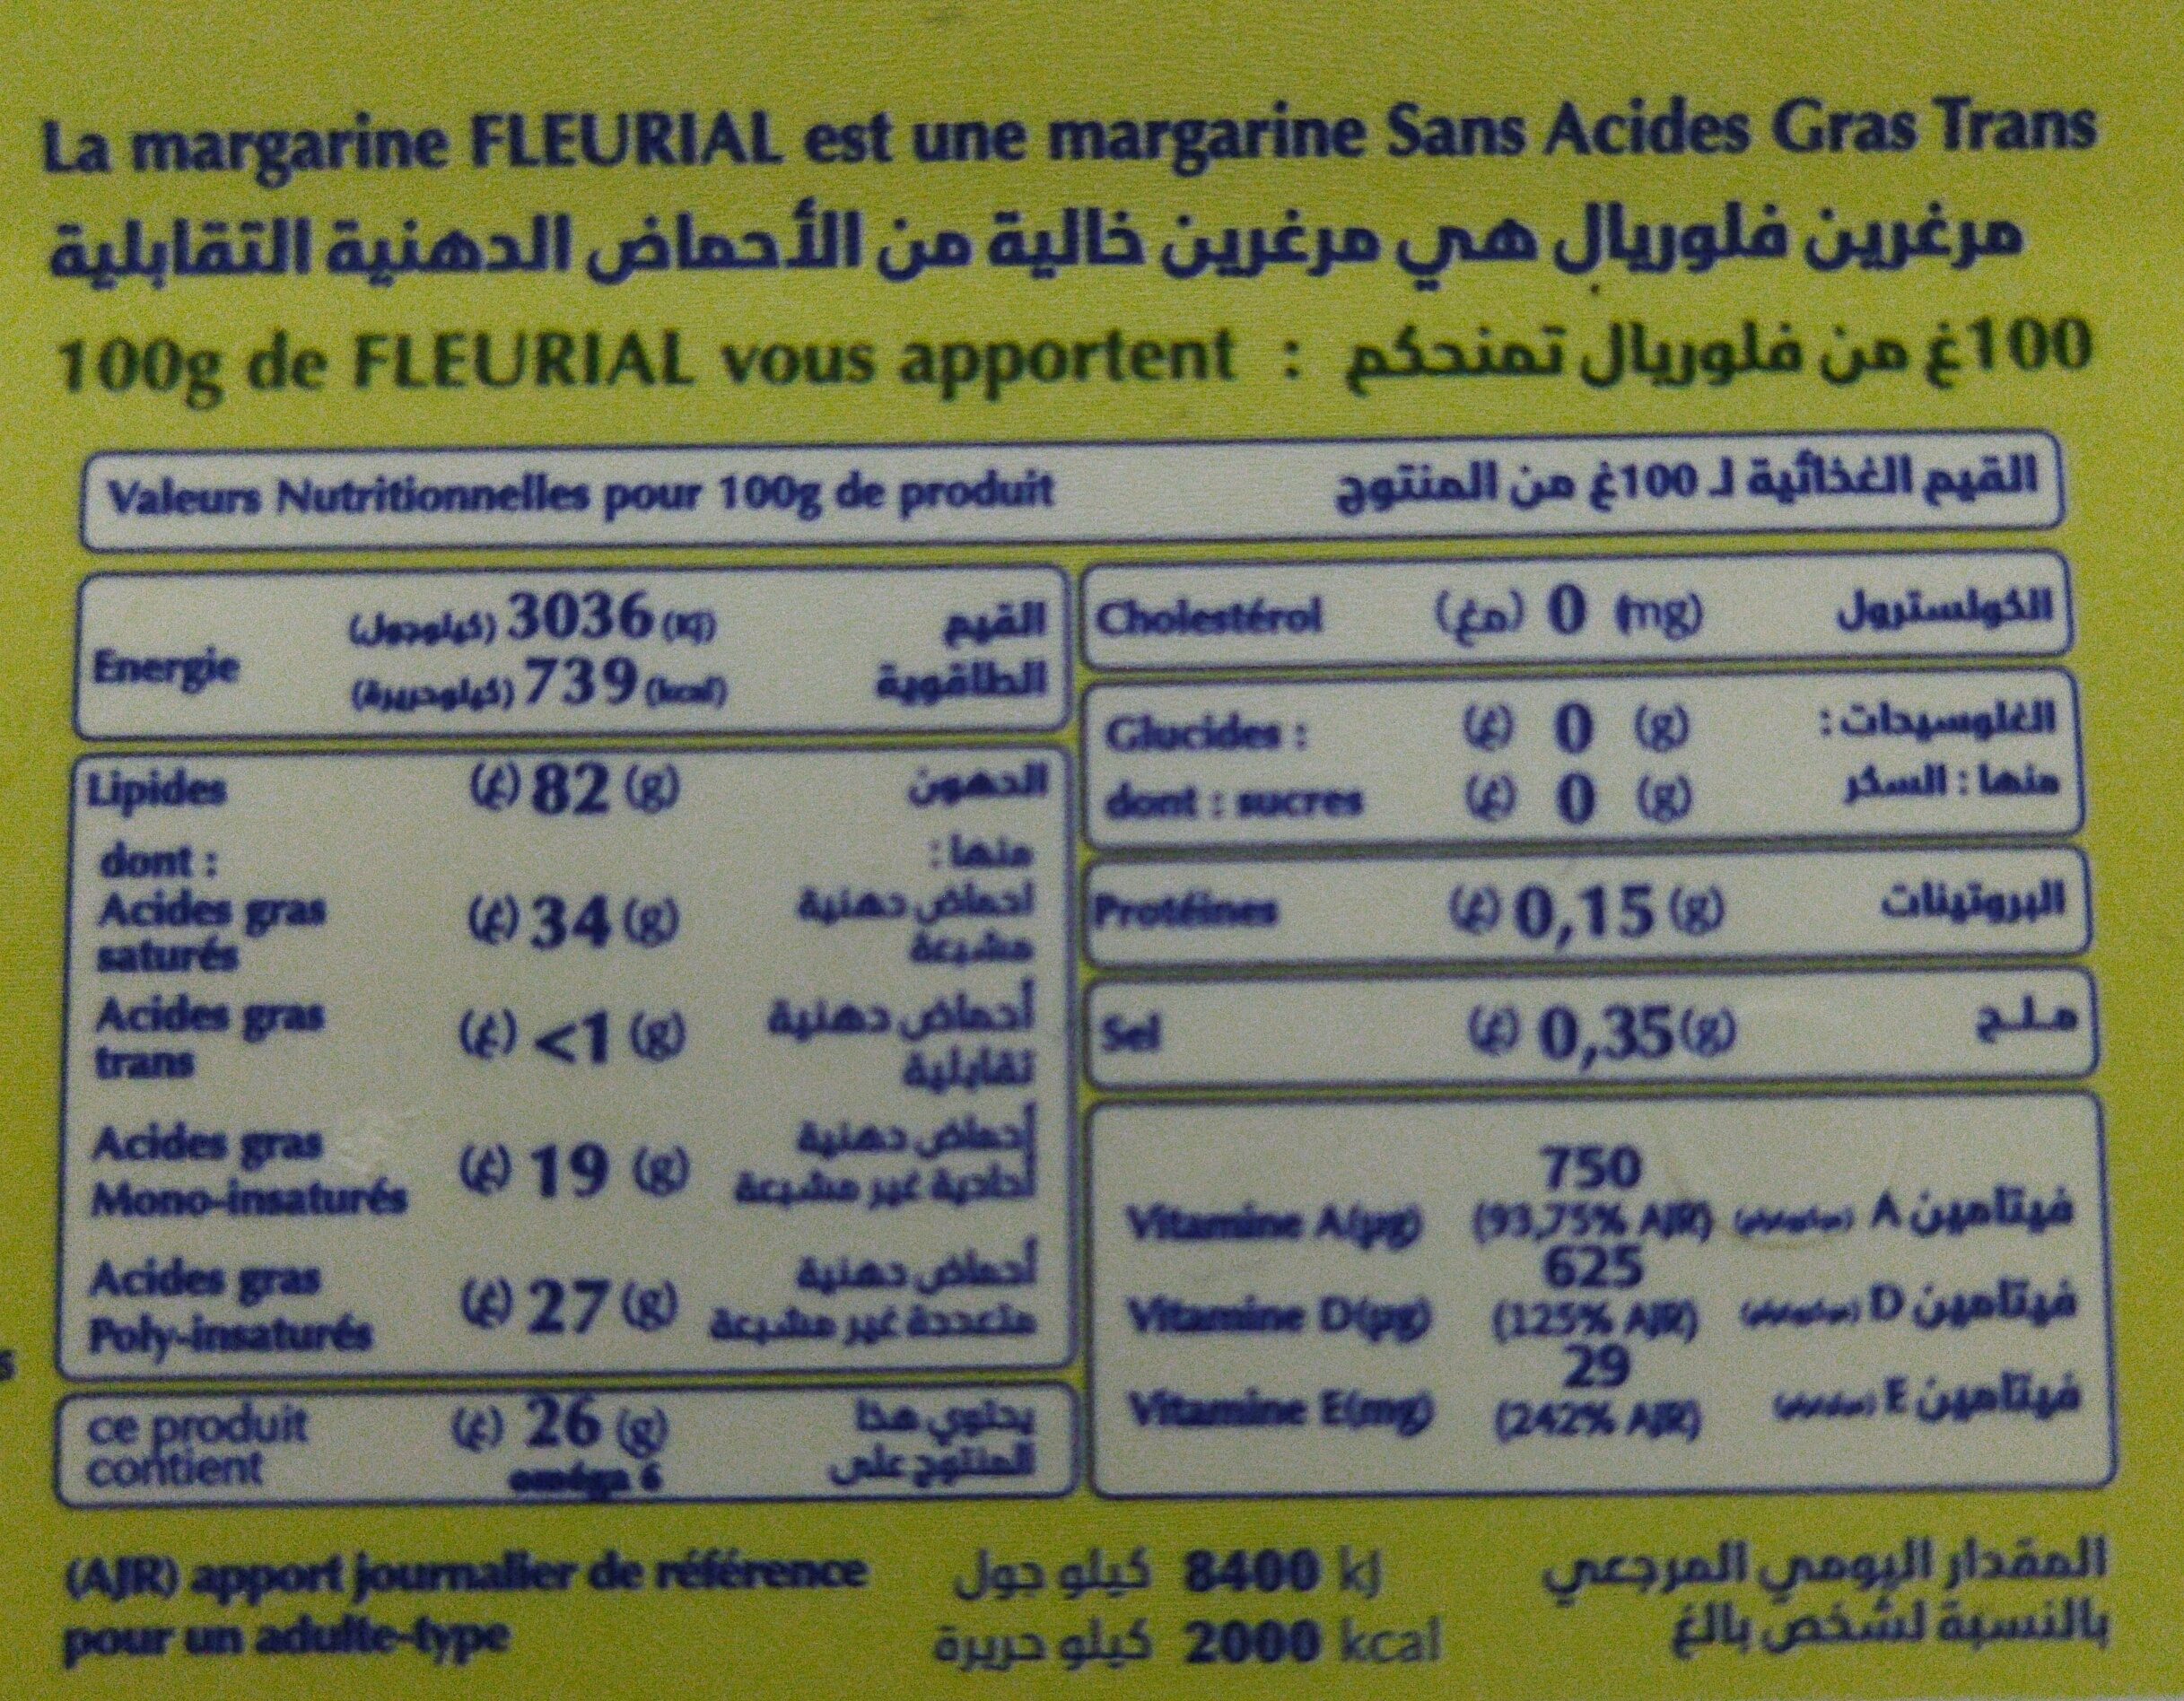 La margarine FLEURIAL est une margarine Sans Acides Gras Trans
مرغرين فلوريال هي مرغرين خالية من الأحماض الدهنية التقابلية
100g de FLEURIAL vous apportent : 100غ من فلوريال تمنحكم
Valeurs Nutritionnelles pour 100g de produit القيم الغذائية لـ 100غ من المنتوج
Energie (كيلوجول) 3036 (KJ) القيم
(كيلوحريرة) 739 (kcal) الطاقوية
Lipides (غ) 82 (g) الدهون
dont : منها :
Acides gras (غ) 34 (g) أحماض دهنية
saturés مشبعة
Acides gras (غ) <1 (g) أحماض دهنية
trans تقابلية
Acides gras (غ) 19 (g) أحماض دهنية
Mono-insaturés أحادية غير مشبعة
Acides gras (غ) 27 (g) أحماض دهنية
Poly-insaturés متعددة غير مشبعة
ce produit (غ) 26 (g) يحتوي هذا
contient oméga 6 المنتوج على
Cholestérol (مغ) 0 (mg) الكولسترول
Glucides : (غ) 0 (g) الغلوسيدات :
dont : sucres (غ) 0 (g) منها : السكر
Protéines (غ) 0,15 (g) البروتينات
Sel (غ) 0,35 (g) ملح
750
Vitamine A(µg) (93,75% AJR) فيتامين A
625
Vitamine D(µg) (125% AJR) فيتامين D
29
Vitamine E(mg) (242% AJR) فيتامين E
(AJR) apport journalier de référence كيلو جول 8400 kJ المقدار اليومي المرجعي
pour un adulte-type كيلو حريرة 2000 kcal بالنسبة لشخص بالغ